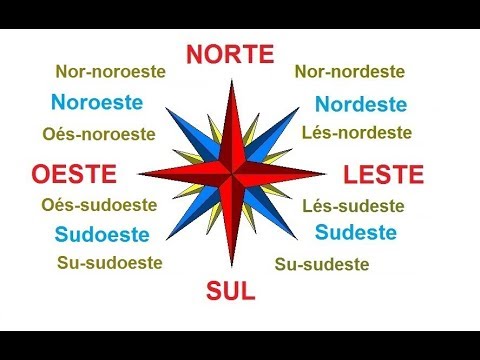 NORTE
Nor-noroeste
Nor-nordeste
Noroeste
Nordeste
Oés-noroeste
Lés-nordeste
OESTE
LESTE
Oés-sudoeste
Lés-sudeste
Sudoeste
Sudeste
Su-sudoeste
Su-sudeste
SUL